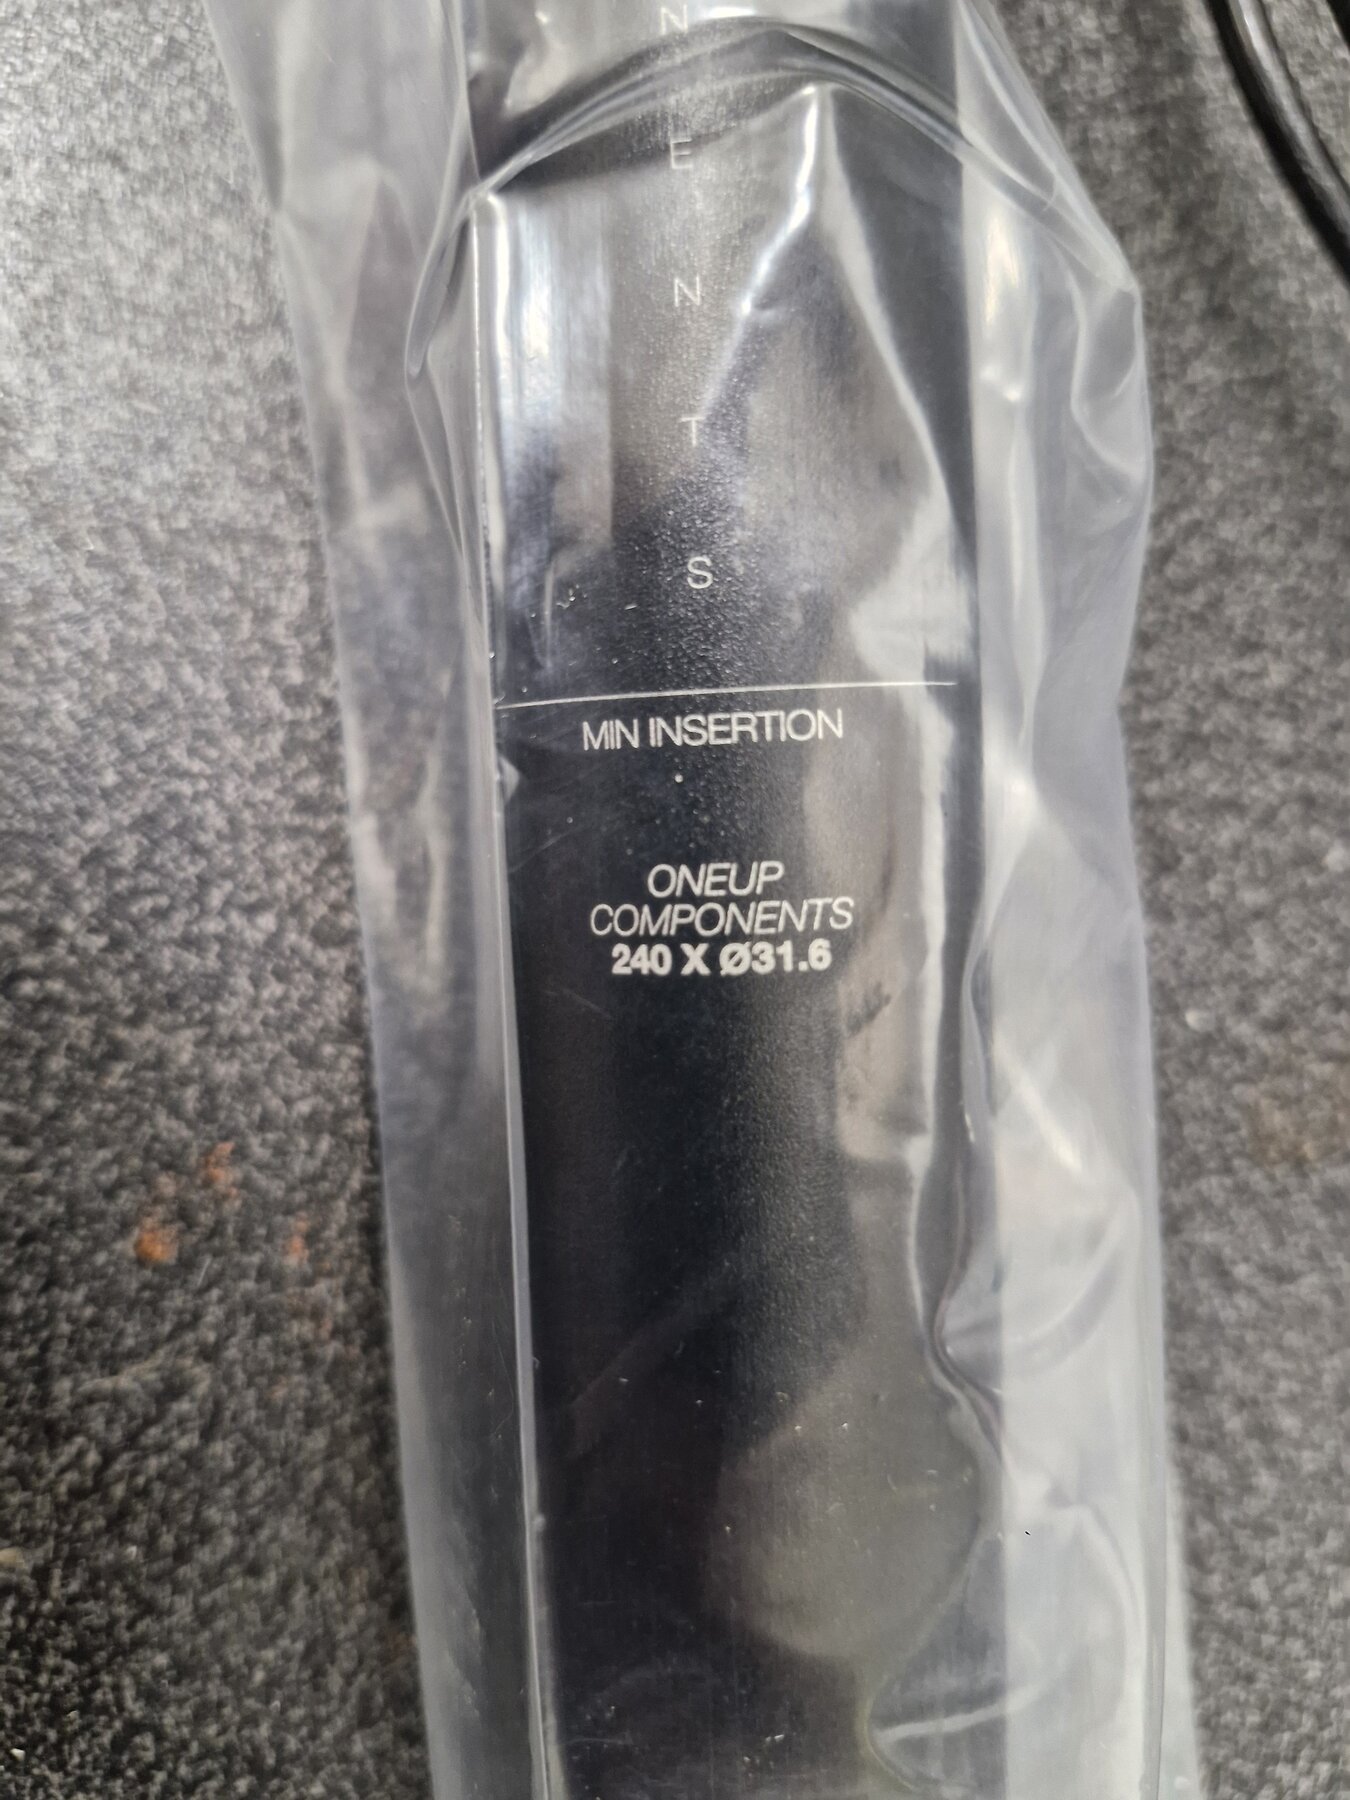 N
E
N
T
S
MIN INSERTION
ONEUP
COMPONENTS
240 X Ø31.6